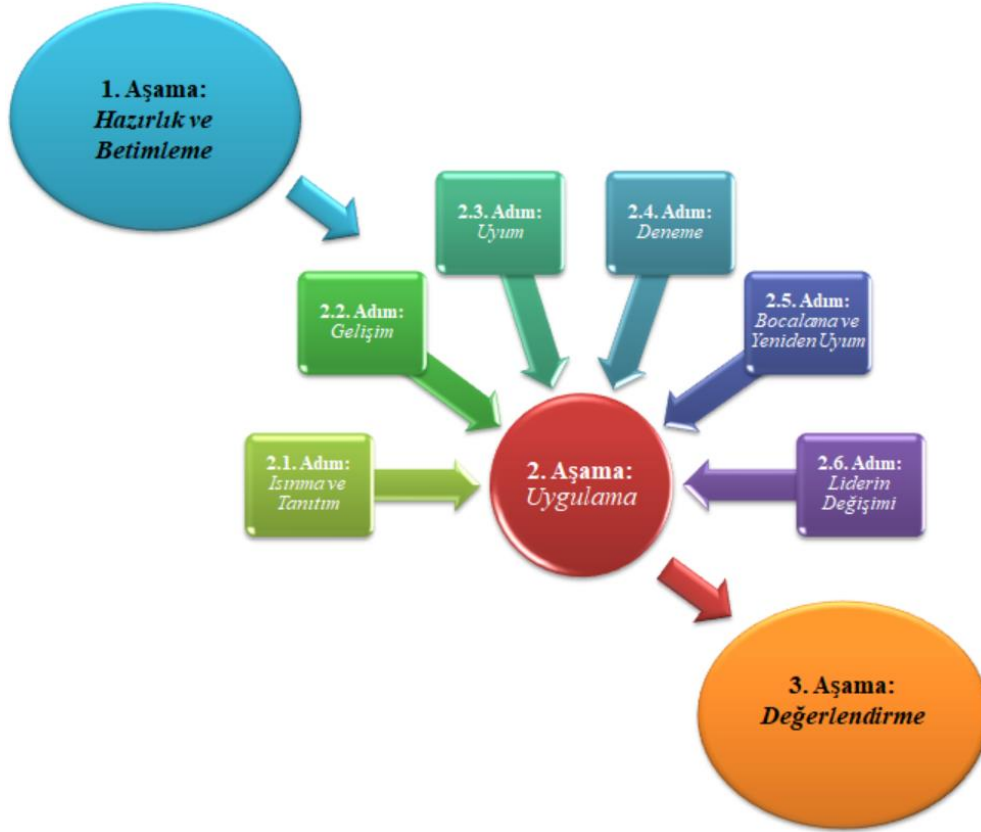 1. Aşama:
Hazırlık ve
Betimleme
2.1. Adım:
Isınma ve
Tanıtım
2.2. Adım:
Gelişim
2.3. Adım:
Uyum
2.4. Adım:
Deneme
2.5. Adım:
Bocalama ve
Yeniden Uyum
2.6. Adım:
Liderin
Değişimi
2. Aşama:
Uygulama
3. Aşama:
Değerlendirme